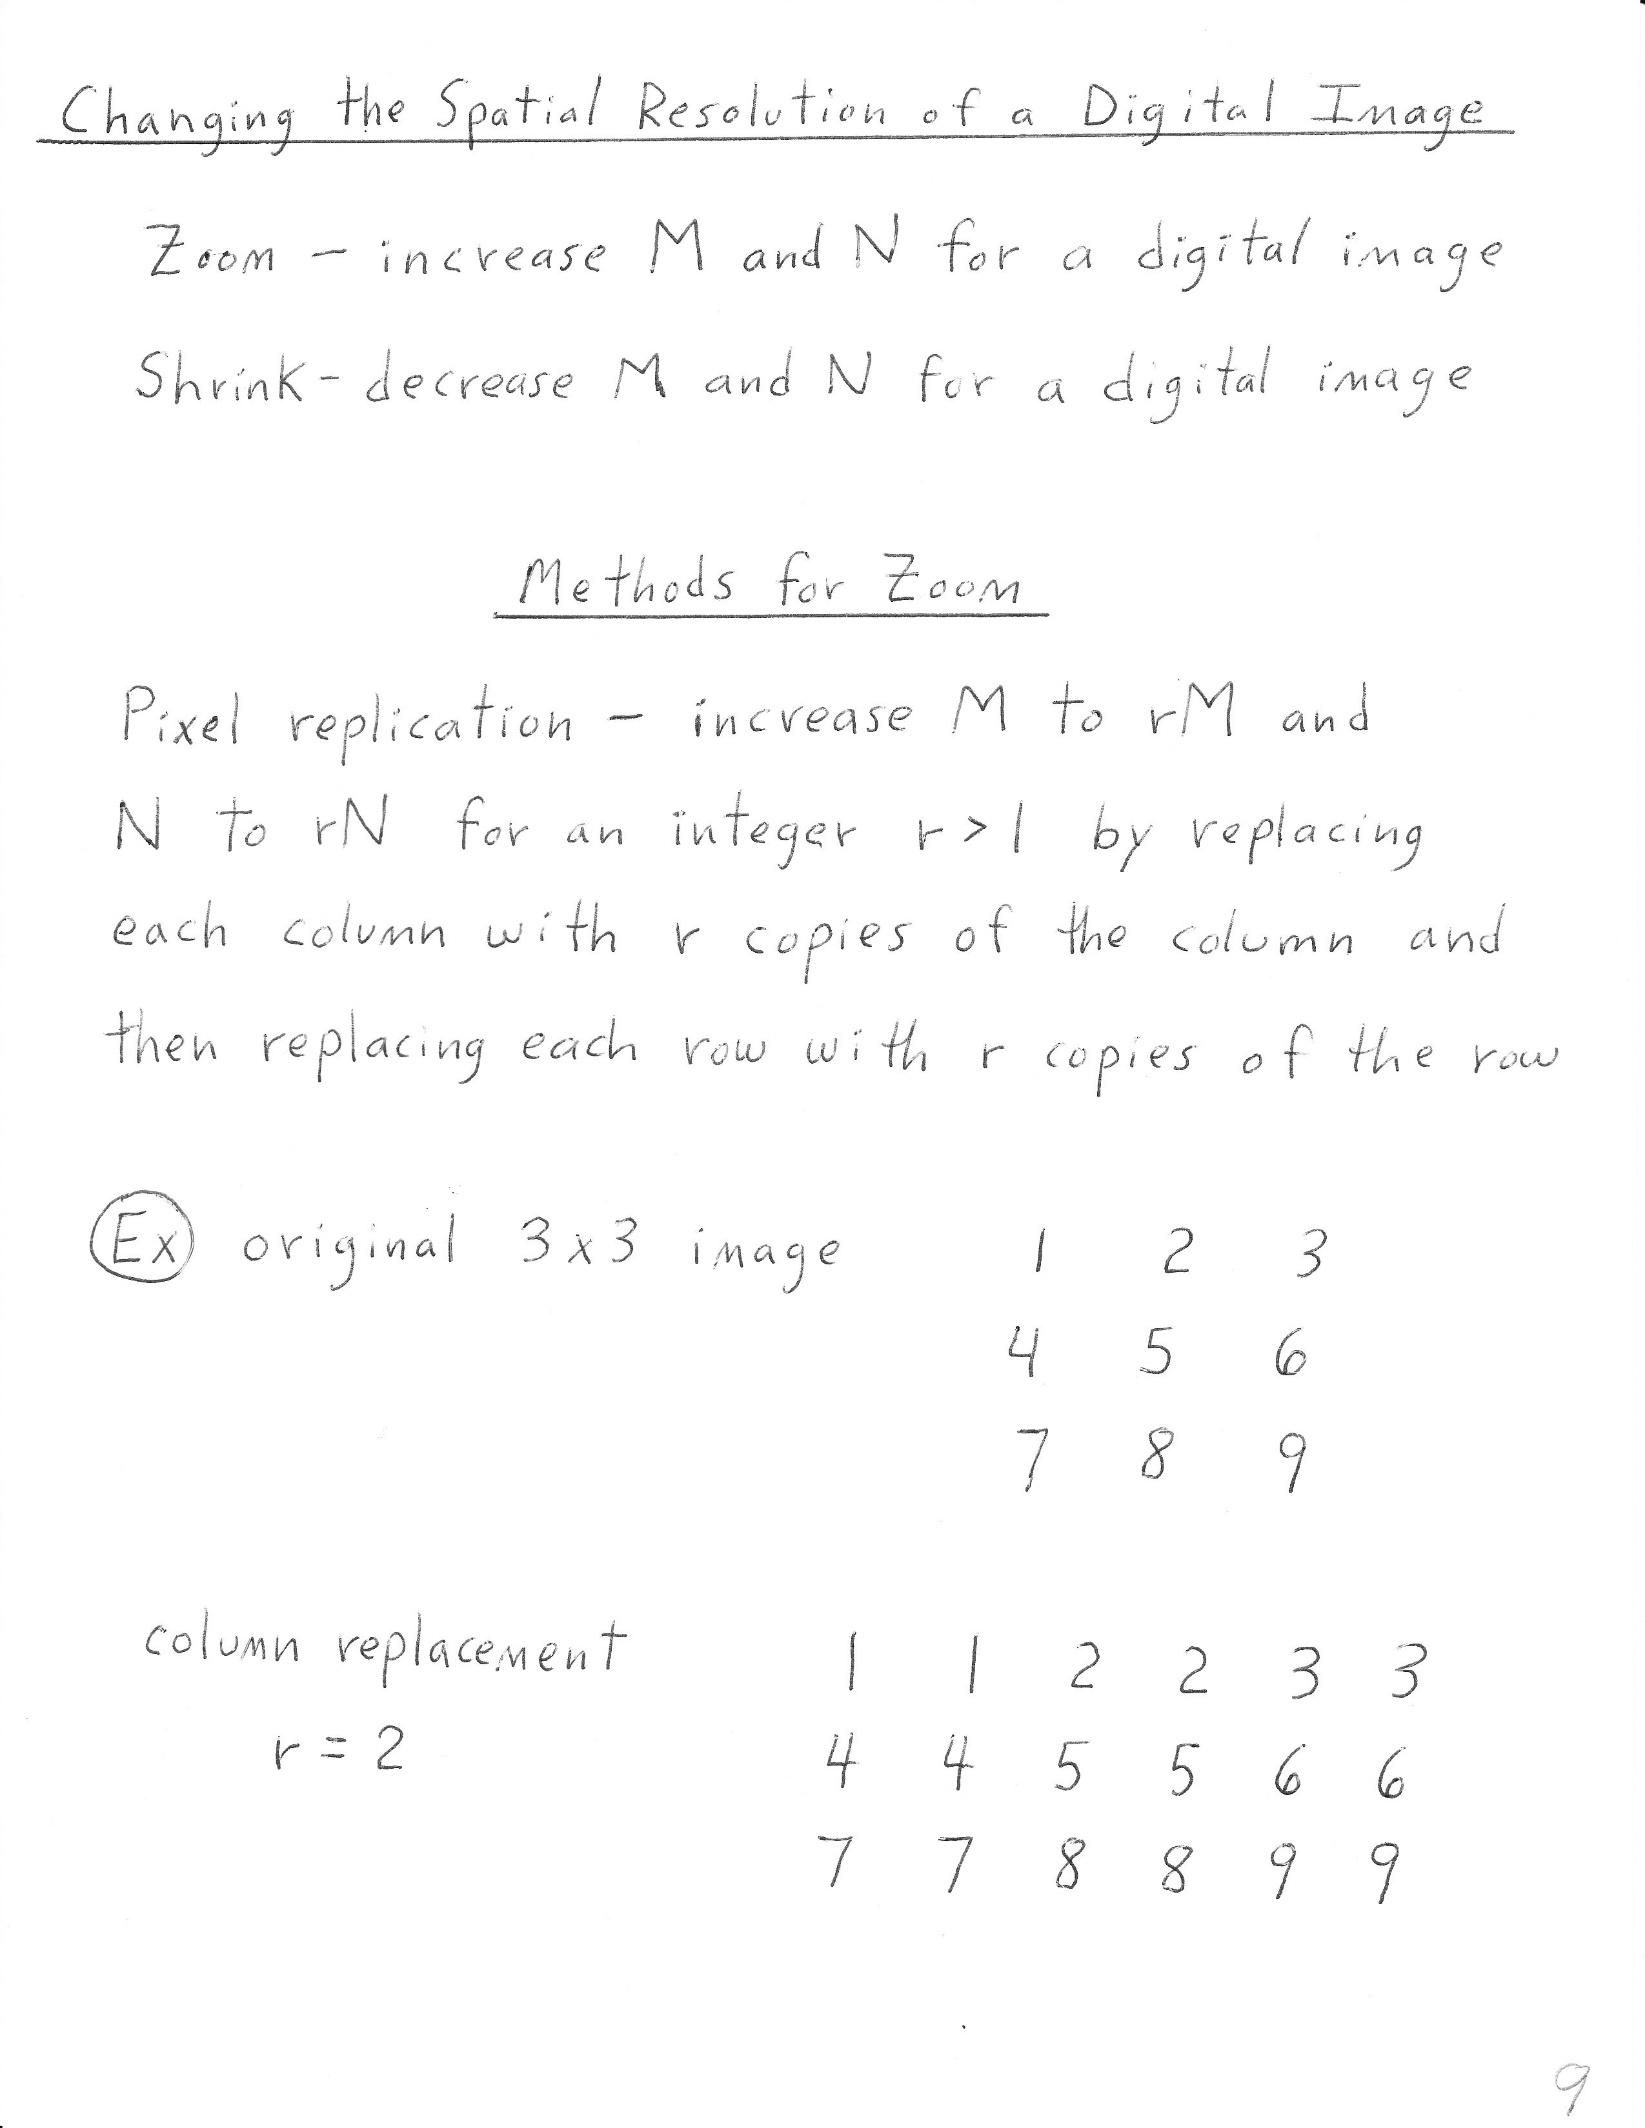 Changing the Spatial Resolution of a Digital Image
Zoom - increase M and N for a digital image
Shrink - decrease M and N for a digital image
Methods for Zoom
Pixel replication - increase M to rM and
N to rN for an integer r > 1 by replacing
each column with r copies of the column and
then replacing each row with r copies of the row
Ex original 3x3 image 1 2 3
4 5 6
7 8 9
column replacement 1 1 2 2 3 3
r = 2 4 4 5 5 6 6
7 7 8 8 9 9
9